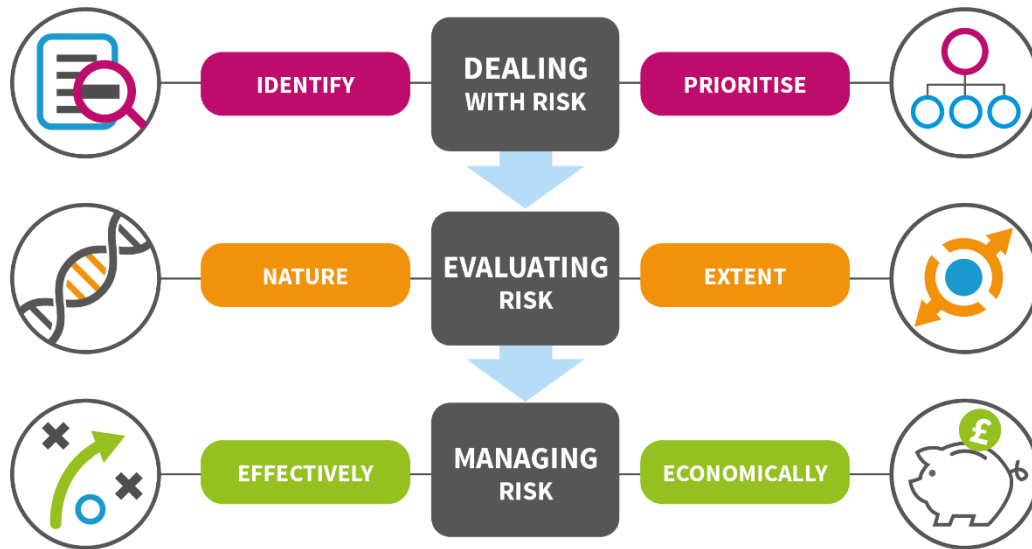 IDENTIFY
DEALING
WITH RISK
PRIORITISE
NATURE
EVALUATING
RISK
EXTENT
£
EFFECTIVELY
MANAGING
RISK
ECONOMICALLY